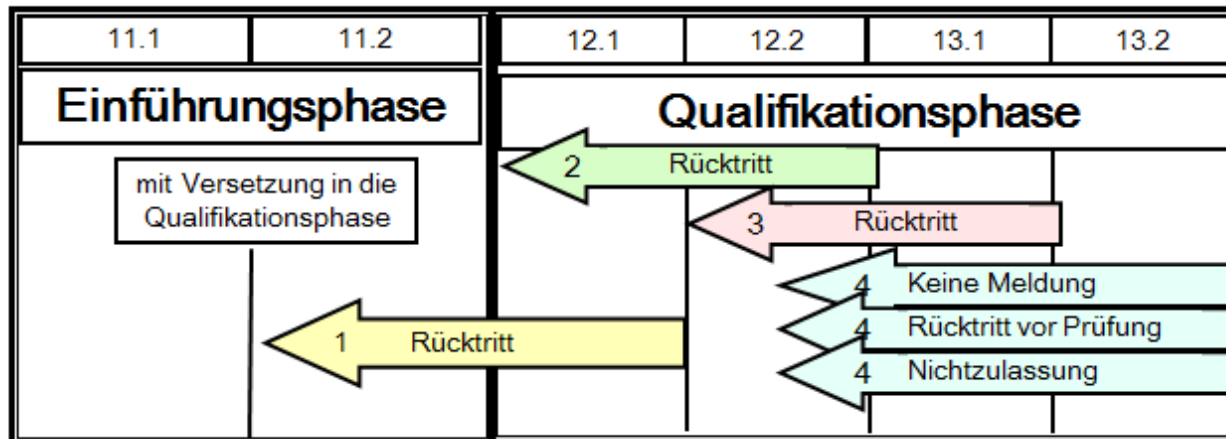 11.1 11.2 12.1 12.2 13.1 13.2
Einführungsphase Qualifikationsphase
2 Rücktritt
mit Versetzung in die
Qualifikationsphase
3 Rücktritt
4 Keine Meldung
4 Rücktritt vor Prüfung
1 Rücktritt
4 Nichtzulassung